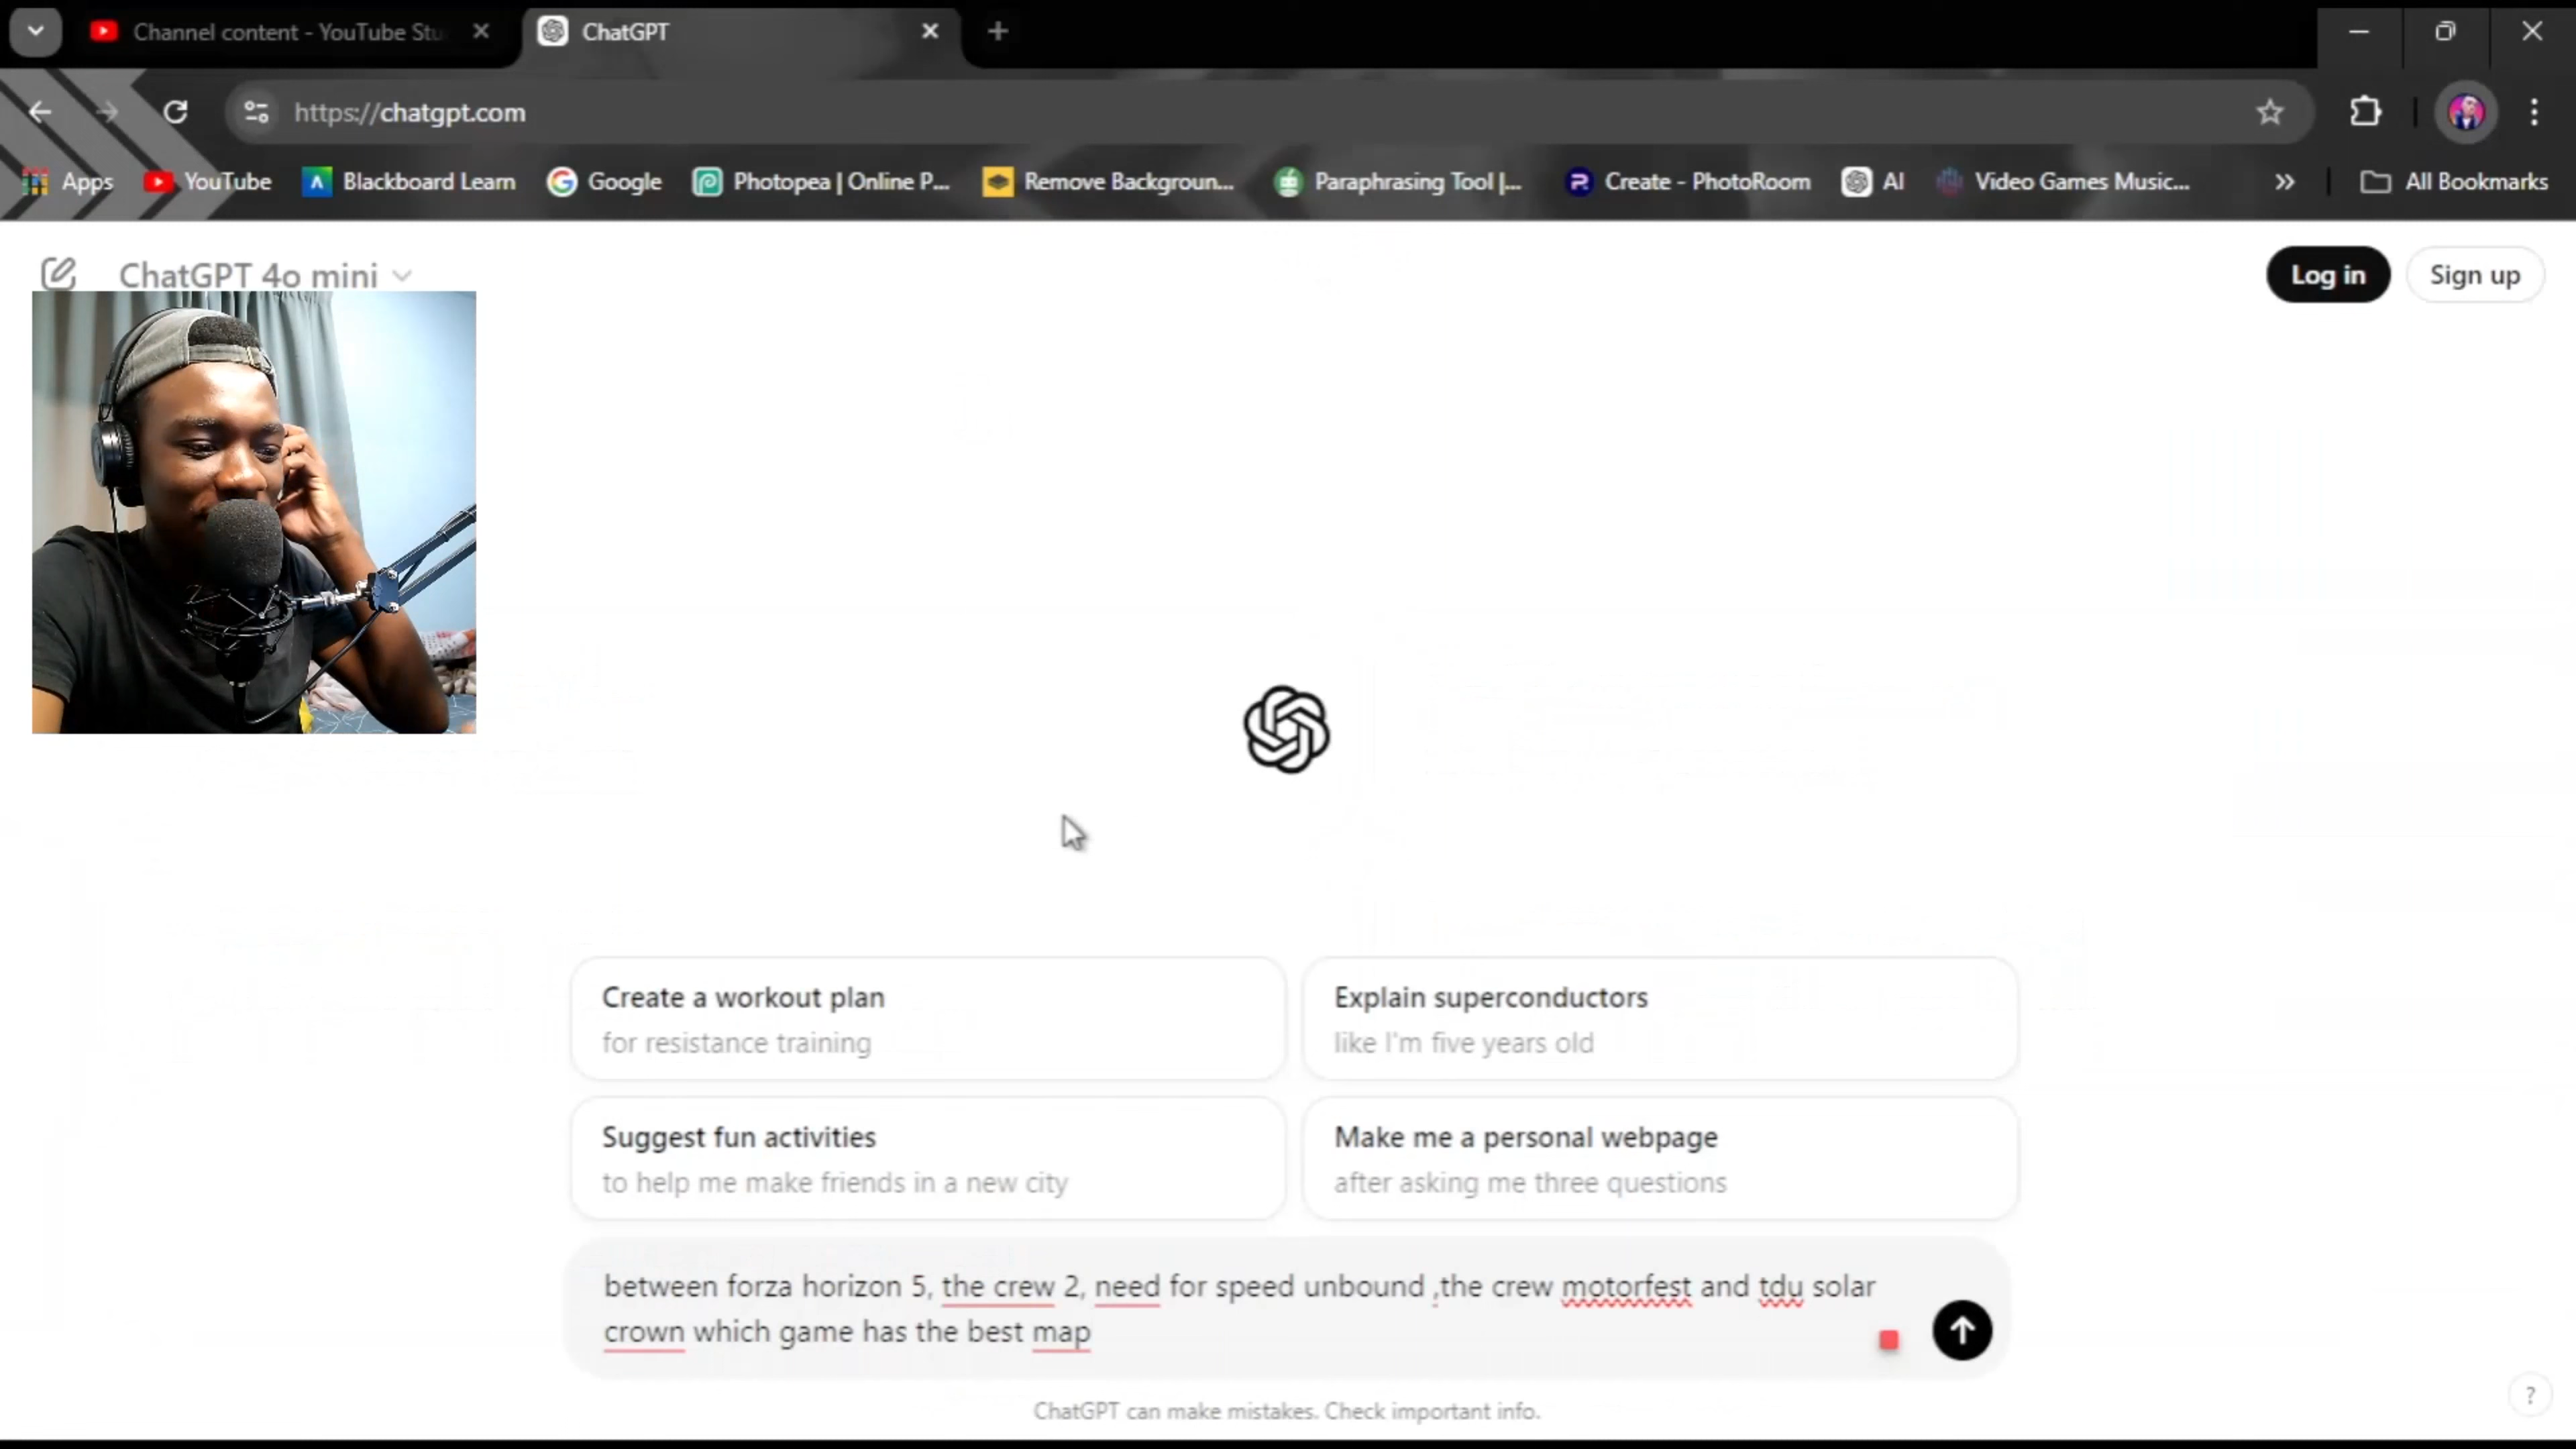 Channel content - YouTube Stu
ChatGPT
https://chatgpt.com
Apps
YouTube
Blackboard Learn
Google
Photopea | Online P...
Remove Backgroun...
Paraphrasing Tool |...
Create - PhotoRoom
AI
Video Games Music...
All Bookmarks
ChatGPT 4o mini
Log in
Sign up
Create a workout plan
for resistance training
Explain superconductors
like I'm five years old
Suggest fun activities
to help me make friends in a new city
Make me a personal webpage
after asking me three questions
between forza horizon 5, the crew 2, need for speed unbound ,the crew motorfest and tdu solar
crown which game has the best map
ChatGPT can make mistakes. Check important info.
?